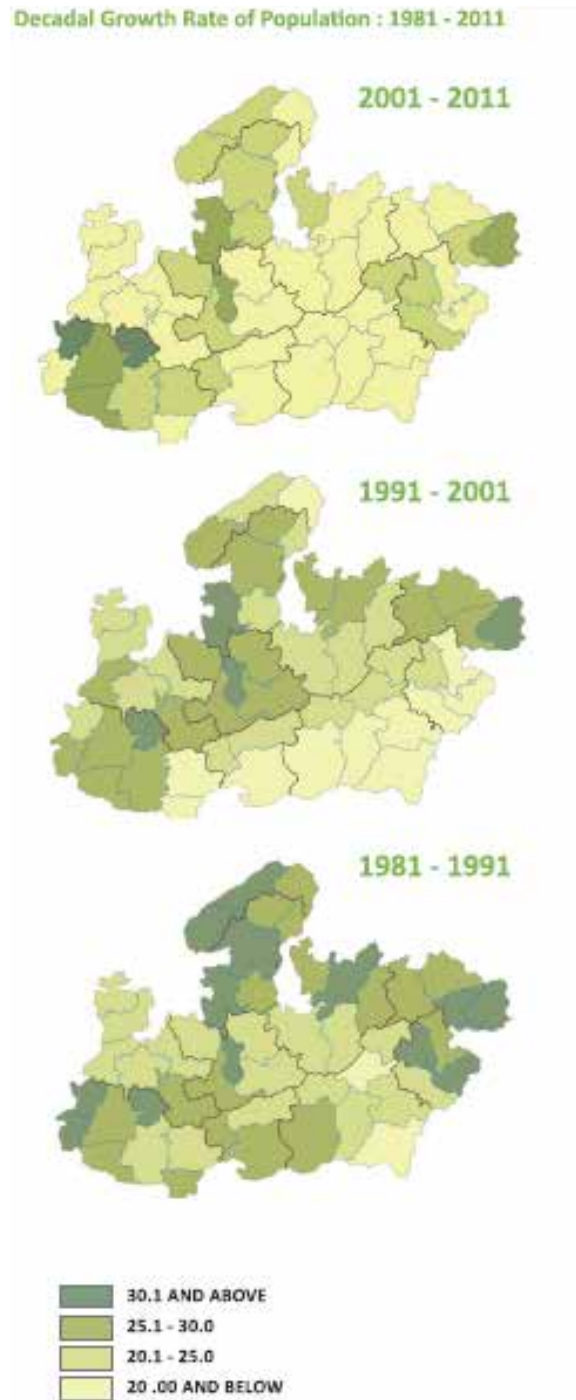 Decadal Growth Rate of Population : 1981 - 2011
2001 - 2011
1991 - 2001
1981 - 1991
30.1 AND ABOVE
25.1 - 30.0
20.1 - 25.0
20 .00 AND BELOW